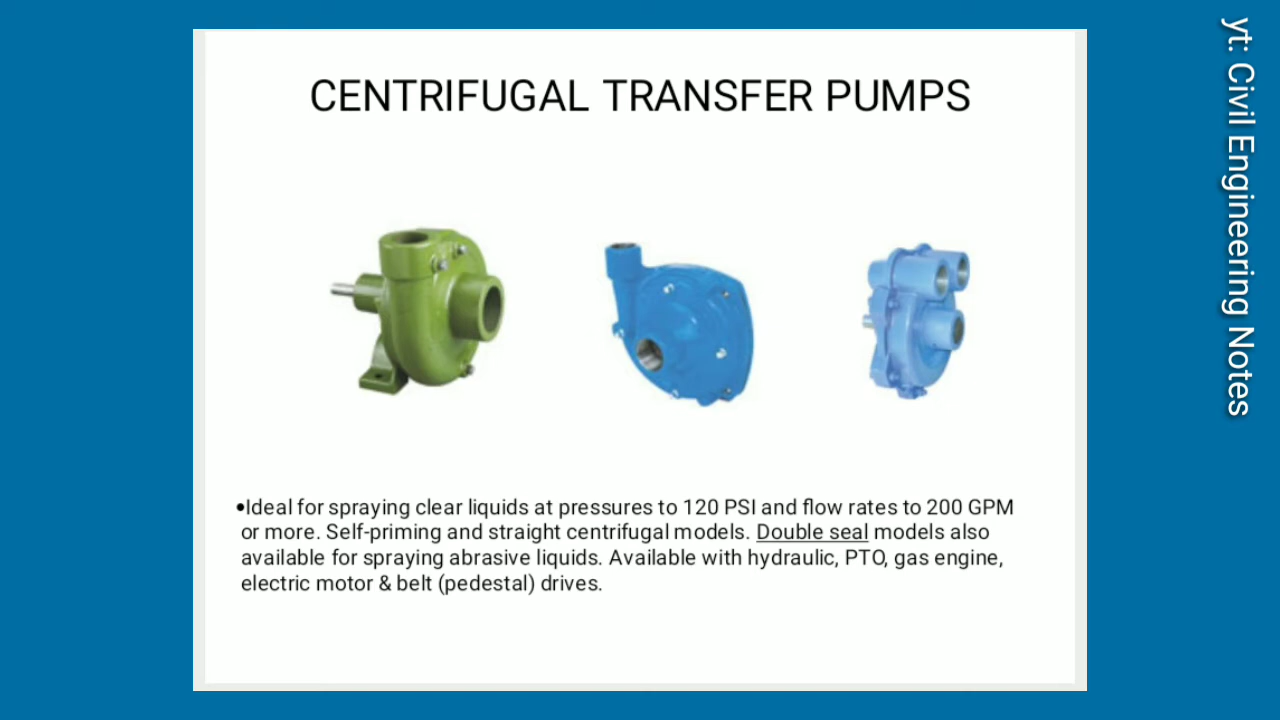 CENTRIFUGAL TRANSFER PUMPS
•Ideal for spraying clear liquids at pressures to 120 PSI and flow rates to 200 GPM
or more. Self-priming and straight centrifugal models. Double seal models also
available for spraying abrasive liquids. Available with hydraulic, PTO, gas engine,
electric motor & belt (pedestal) drives.
yt: Civil Engineering Notes